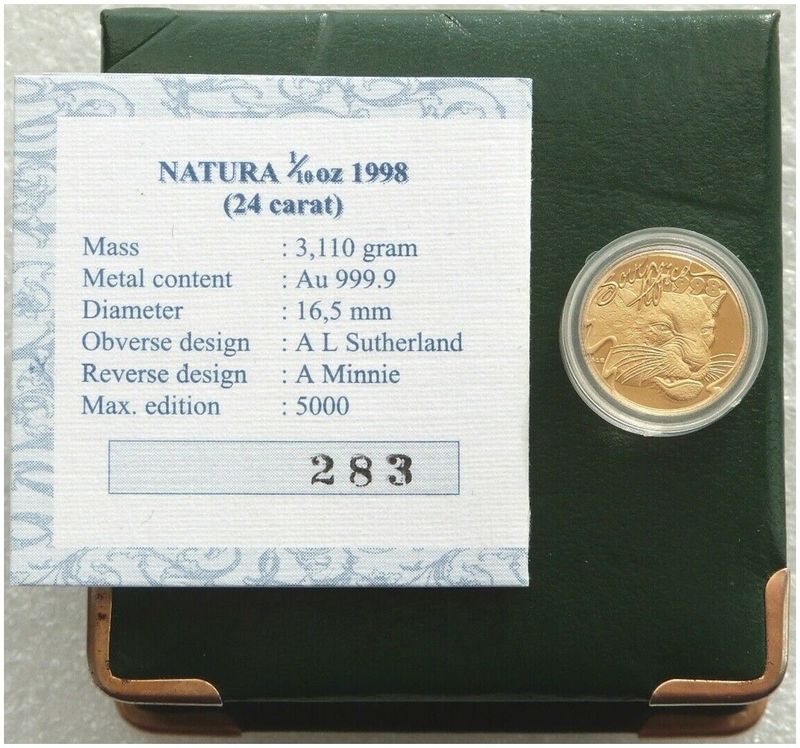 NATURA 1/10 oz 1998
(24 carat)
Mass : 3,110 gram
Metal content : Au 999.9
Diameter : 16,5 mm
Obverse design : A L Sutherland
Reverse design : A Minnie
Max. edition : 5000
283
1998